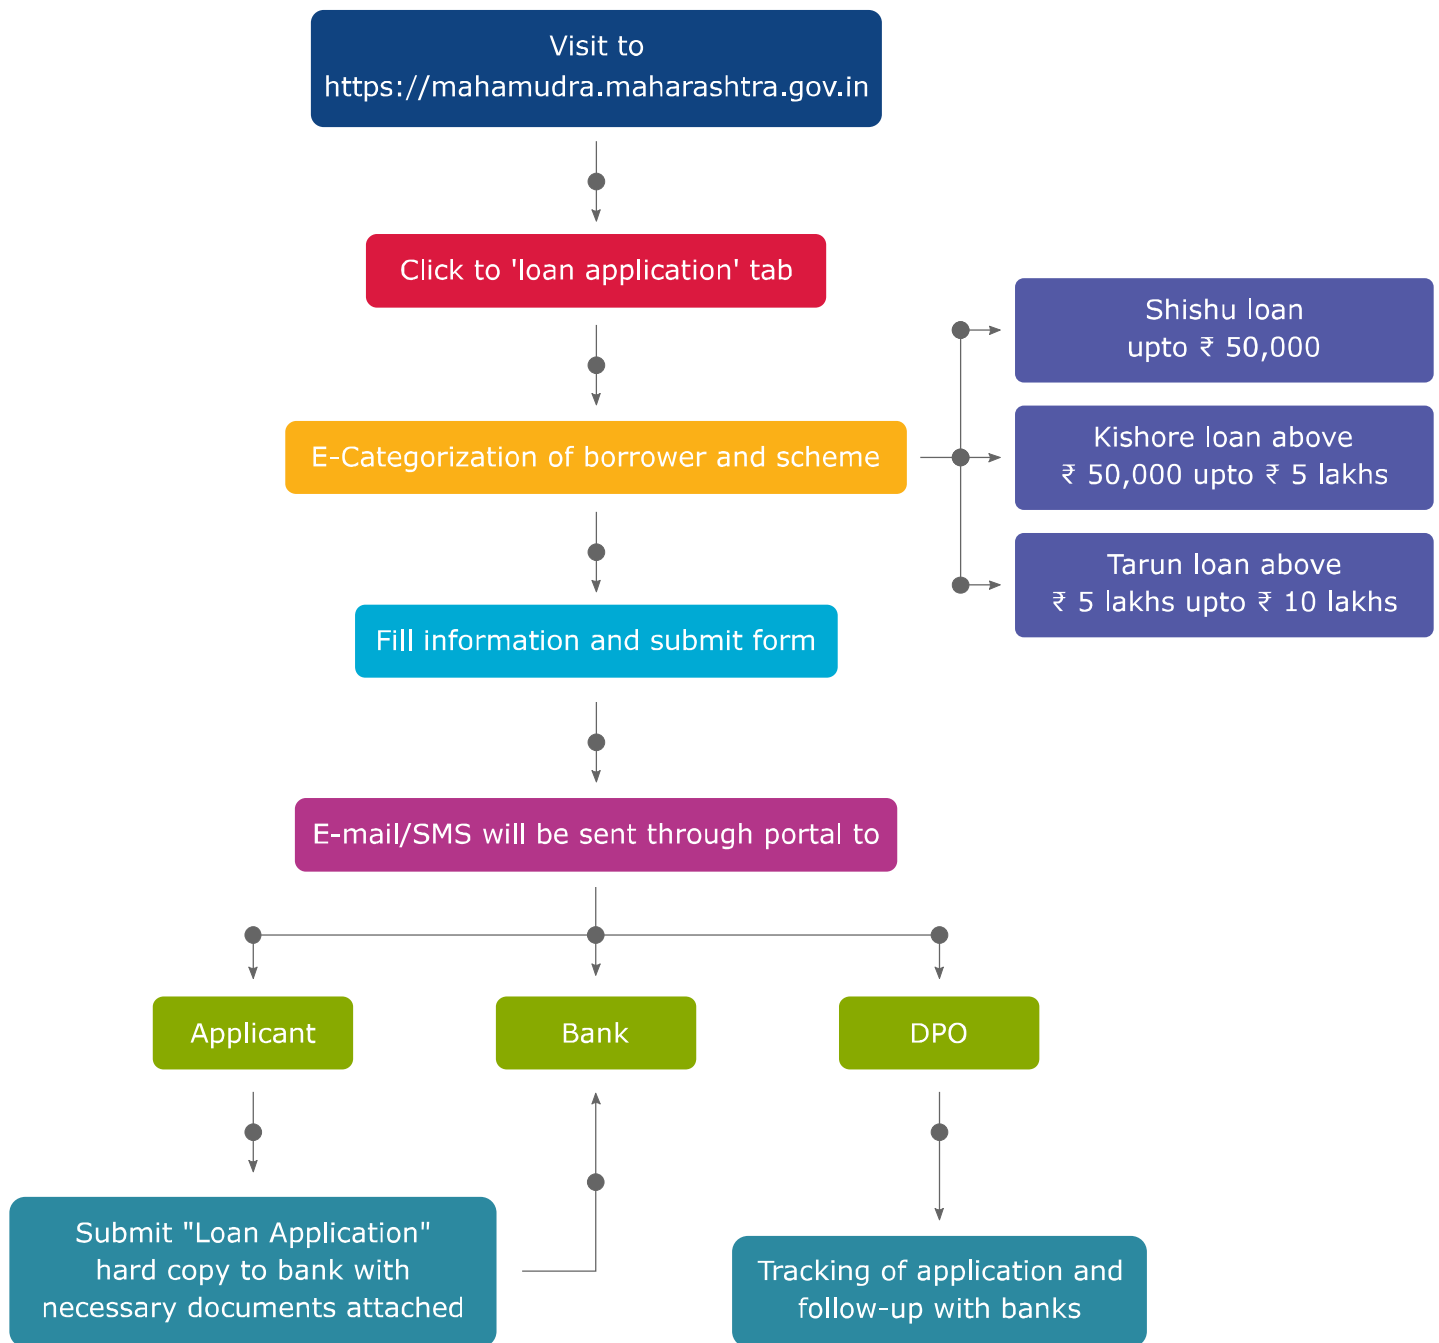 Visit to
https://mahamudra.maharashtra.gov.in
Click to 'loan application' tab
E-Categorization of borrower and scheme
Shishu loan
upto ₹ 50,000
Kishore loan above
₹ 50,000 upto ₹ 5 lakhs
Tarun loan above
₹ 5 lakhs upto ₹ 10 lakhs
Fill information and submit form
E-mail/SMS will be sent through portal to
Applicant
Bank
DPO
Submit "Loan Application"
hard copy to bank with
necessary documents attached
Tracking of application and
follow-up with banks